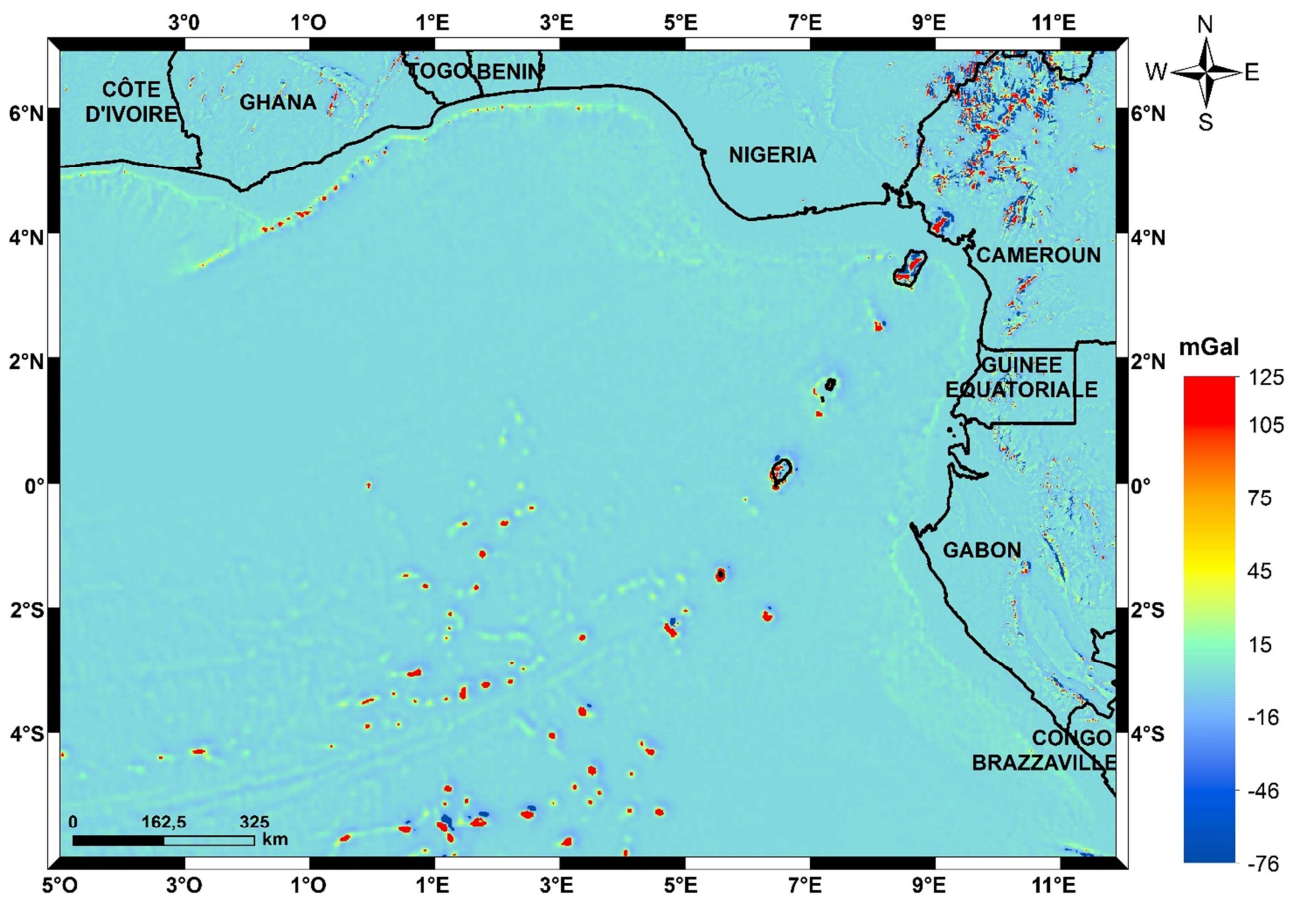 3°0 1°O 1°E 3°E 5°E 7°E 9°E 11°E
N
W E
S
TOGO BENIN
CÔTE
D'IVOIRE
GHANA
6°N 6°N
NIGERIA
4°N 4°N
CAMEROUN
2°N 2°N
GUINEE
EQUATORIALE
mGal
125
105
75
45
15
-16
-46
-76
0° 0°
GABON
2°S 2°S
4°S 4°S
CONGO
BRAZZAVILLE
0 162,5 325
km
5°O 3°O 1°O 1°E 3°E 5°E 7°E 9°E 11°E